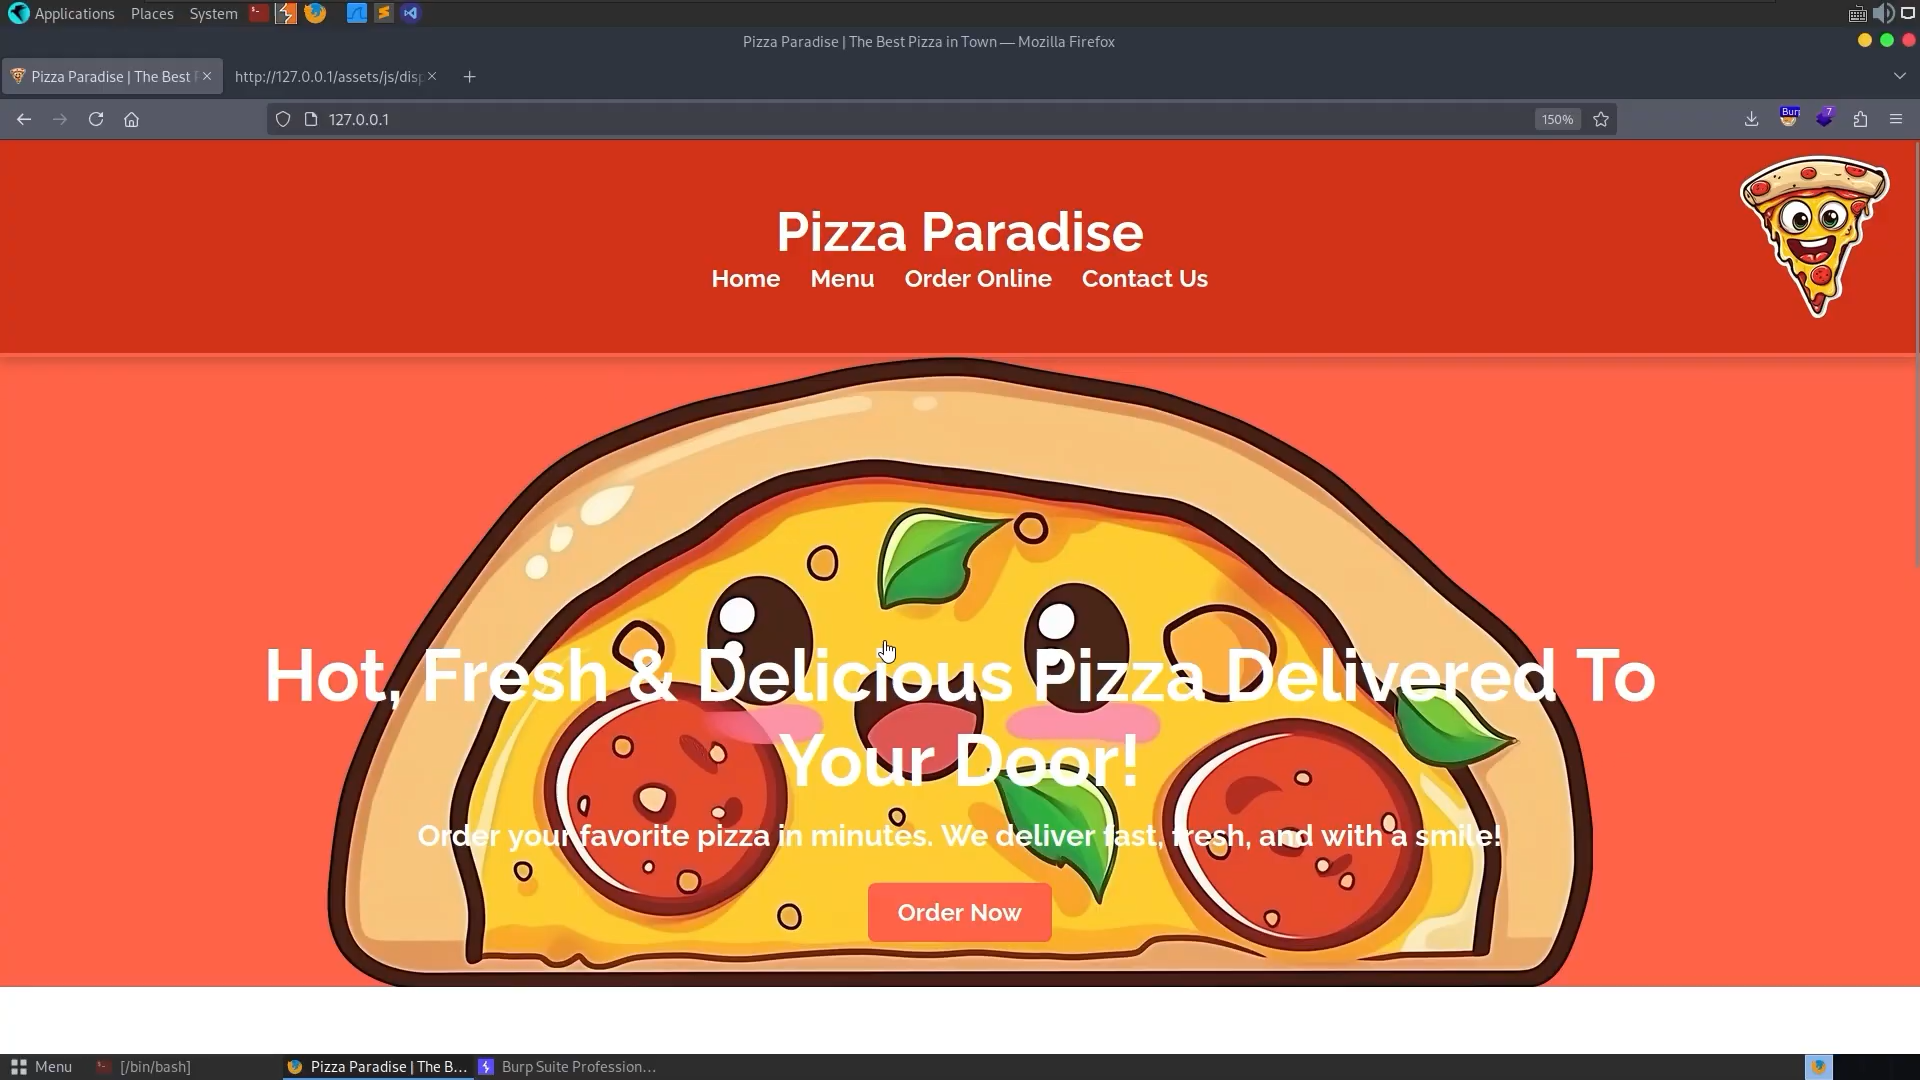 Applications Places System
Pizza Paradise | The Best Pizza in Town — Mozilla Firefox
Pizza Paradise | The Best
http://127.0.0.1/assets/js/disp
127.0.0.1
150%
Burp
7
Pizza Paradise
Home Menu Order Online Contact Us
Hot, Fresh & Delicious Pizza Delivered To
Your Door!
Order your favorite pizza in minutes. We deliver fast, fresh, and with a smile!
Order Now
Menu [/bin/bash] Pizza Paradise | The B... Burp Suite Profession...